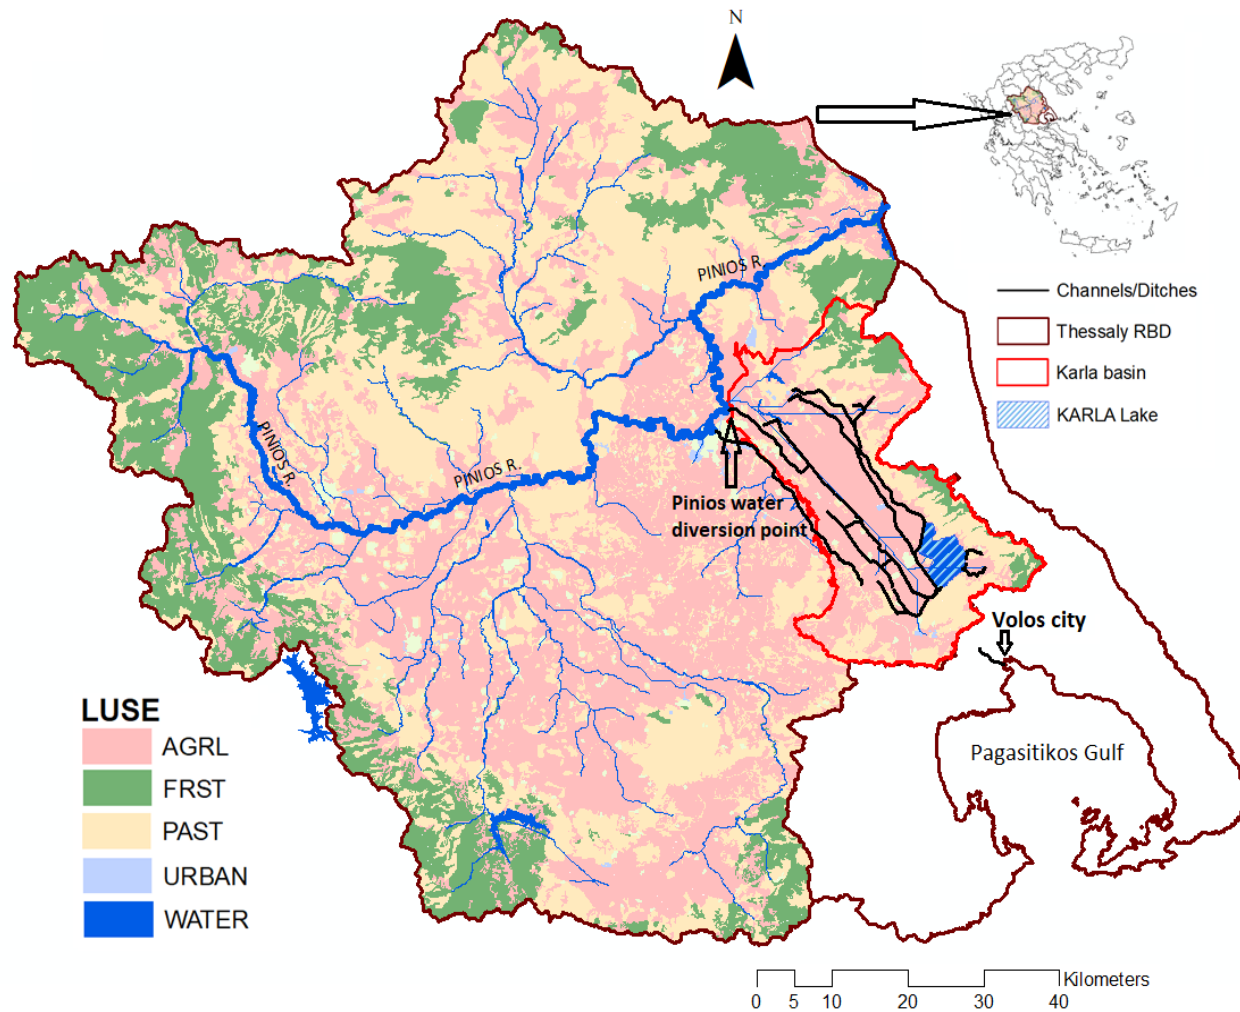 N
PINIOS R.
Channels/Ditches
Thessaly RBD
Karla basin
KARLA Lake
PINIOS R.
PINIOS R.
Pinios water
diversion point
Volos city
Pagasitikos Gulf
LUSE
AGRL
FRST
PAST
URBAN
WATER
Kilometers
0 5 10 20 30 40